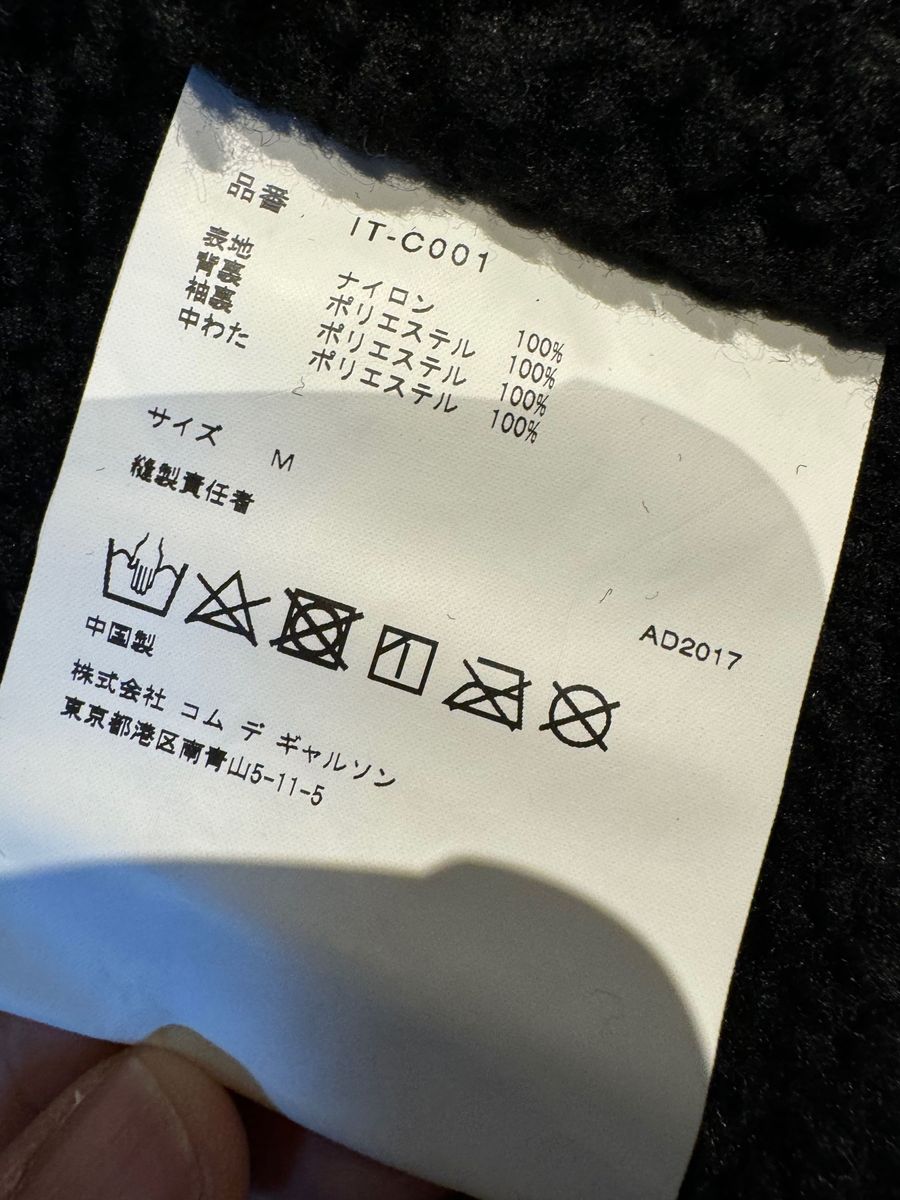 品番 IT-C001
表地 ナイロン 100%
背裏 ポリエステル 100%
袖裏 ポリエステル 100%
中わた ポリエステル 100%
サイズ M
縫製責任者
AD2017
中国製
株式会社 コム デ ギャルソン
東京都港区南青山5-11-5